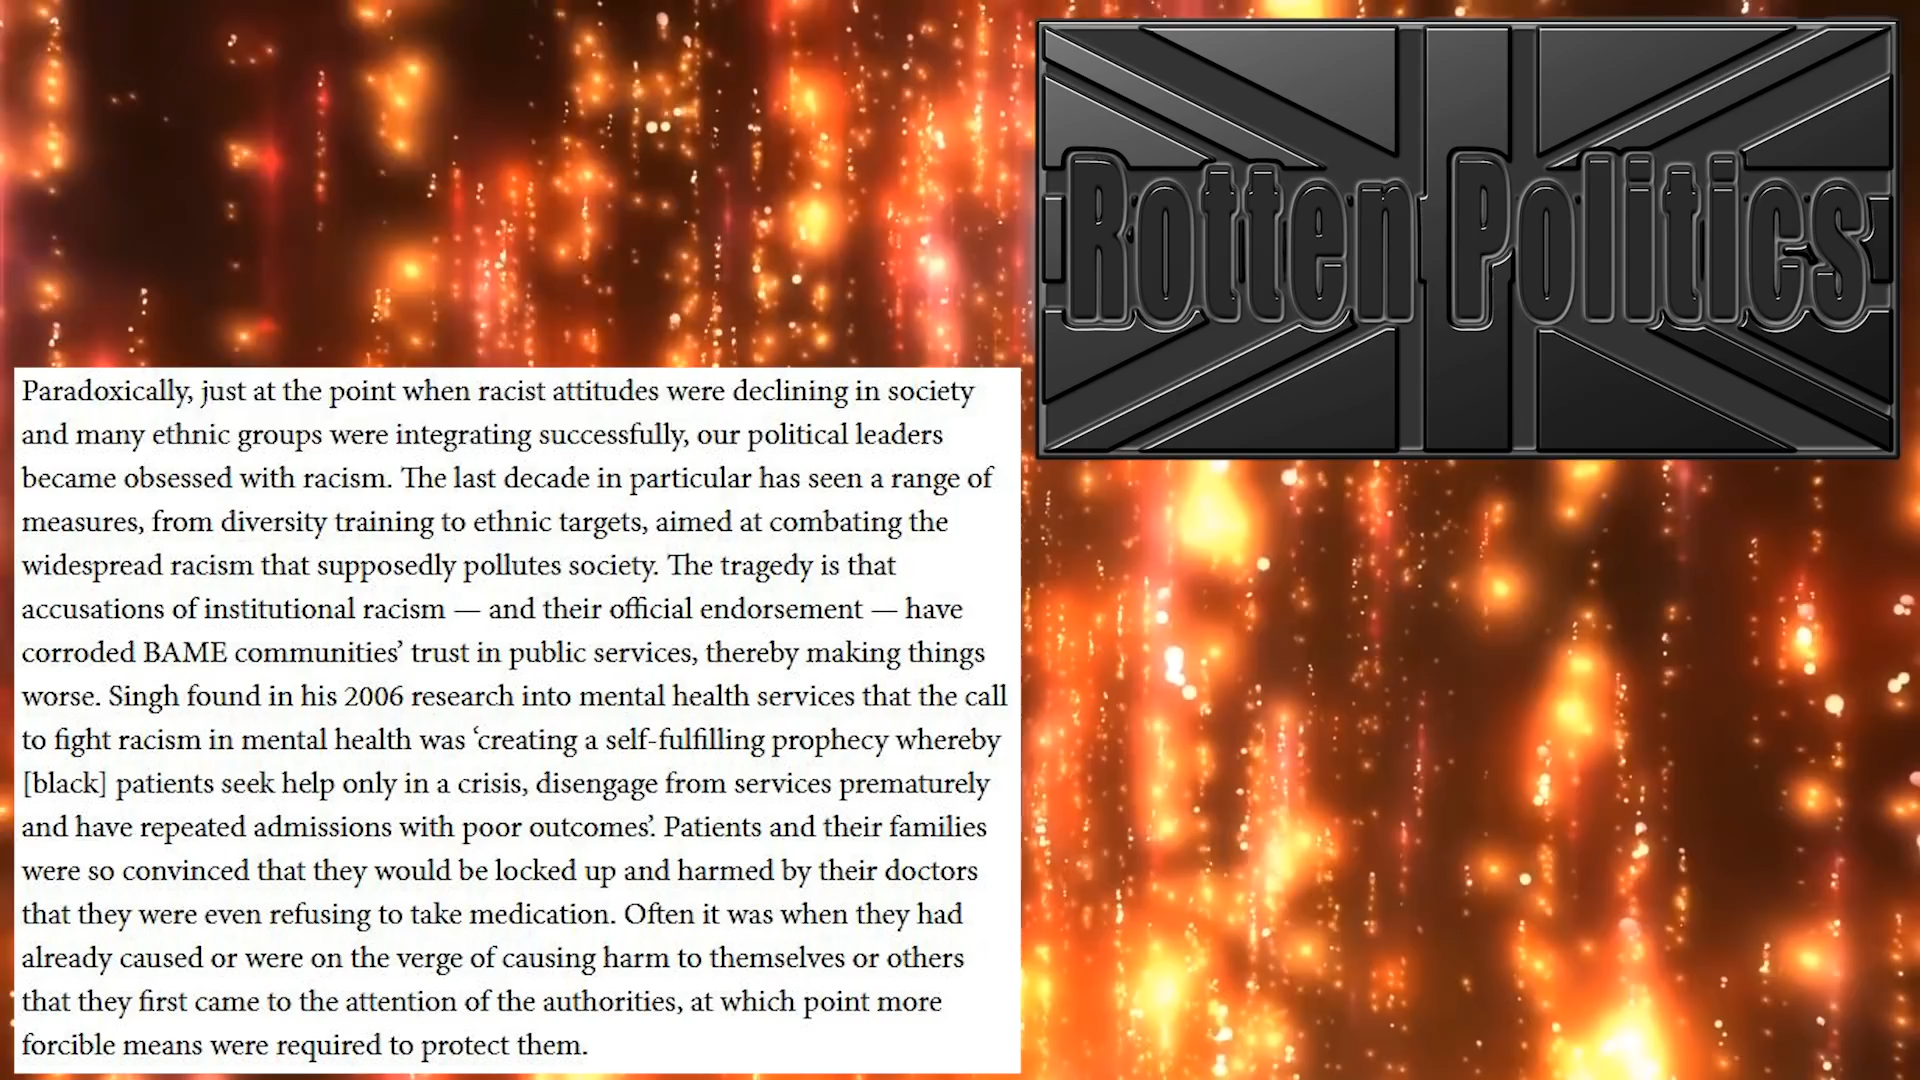 Rotten Politics
Paradoxically, just at the point when racist attitudes were declining in society
and many ethnic groups were integrating successfully, our political leaders
became obsessed with racism. The last decade in particular has seen a range of
measures, from diversity training to ethnic targets, aimed at combating the
widespread racism that supposedly pollutes society. The tragedy is that
accusations of institutional racism — and their official endorsement — have
corroded BAME communities’ trust in public services, thereby making things
worse. Singh found in his 2006 research into mental health services that the call
to fight racism in mental health was ‘creating a self-fulfilling prophecy whereby
[black] patients seek help only in a crisis, disengage from services prematurely
and have repeated admissions with poor outcomes’. Patients and their families
were so convinced that they would be locked up and harmed by their doctors
that they were even refusing to take medication. Often it was when they had
already caused or were on the verge of causing harm to themselves or others
that they first came to the attention of the authorities, at which point more
forcible means were required to protect them.